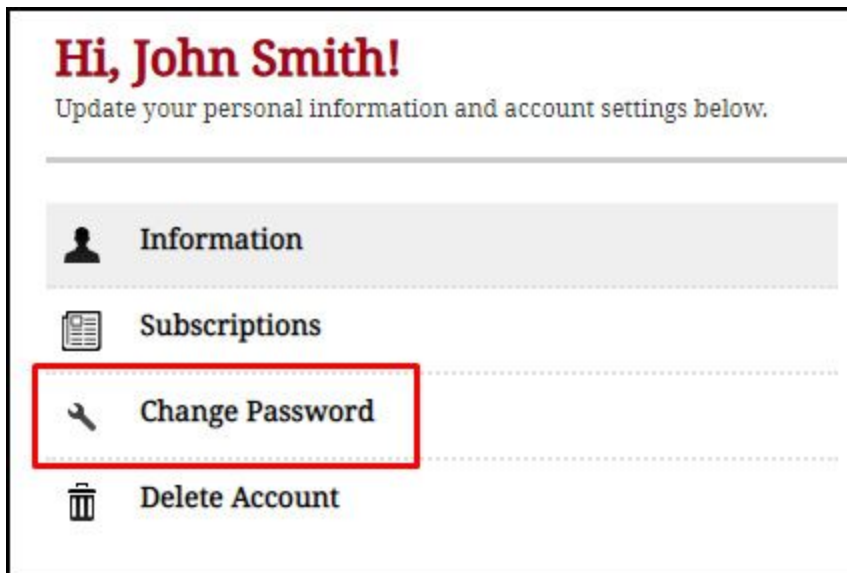 Hi, John Smith!
Update your personal information and account settings below.
Information
Subscriptions
Change Password
Delete Account